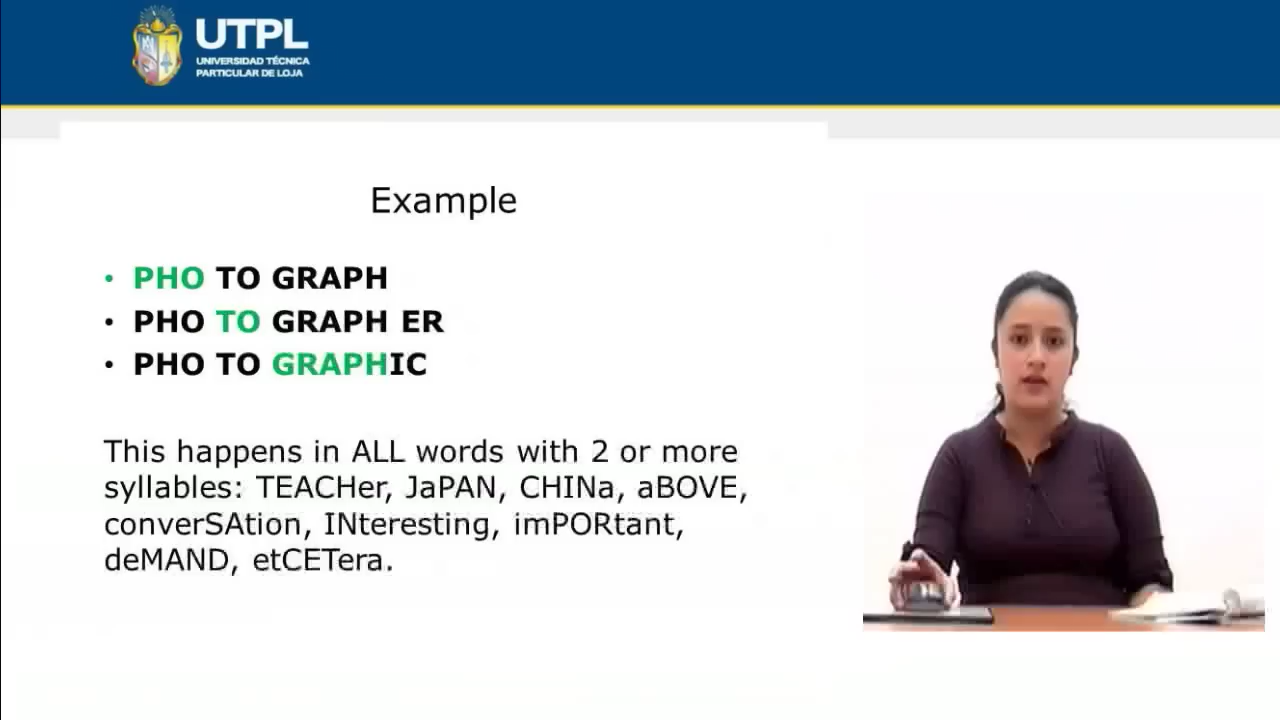 UTPL
UNIVERSIDAD TÉCNICA
PARTICULAR DE LOJA
Example
• PHO TO GRAPH
• PHO TO GRAPH ER
• PHO TO GRAPHIC
This happens in ALL words with 2 or more
syllables: TEACHer, JaPAN, CHINa, aBOVE,
converSAtion, INteresting, imPORtant,
deMAND, etCETera.